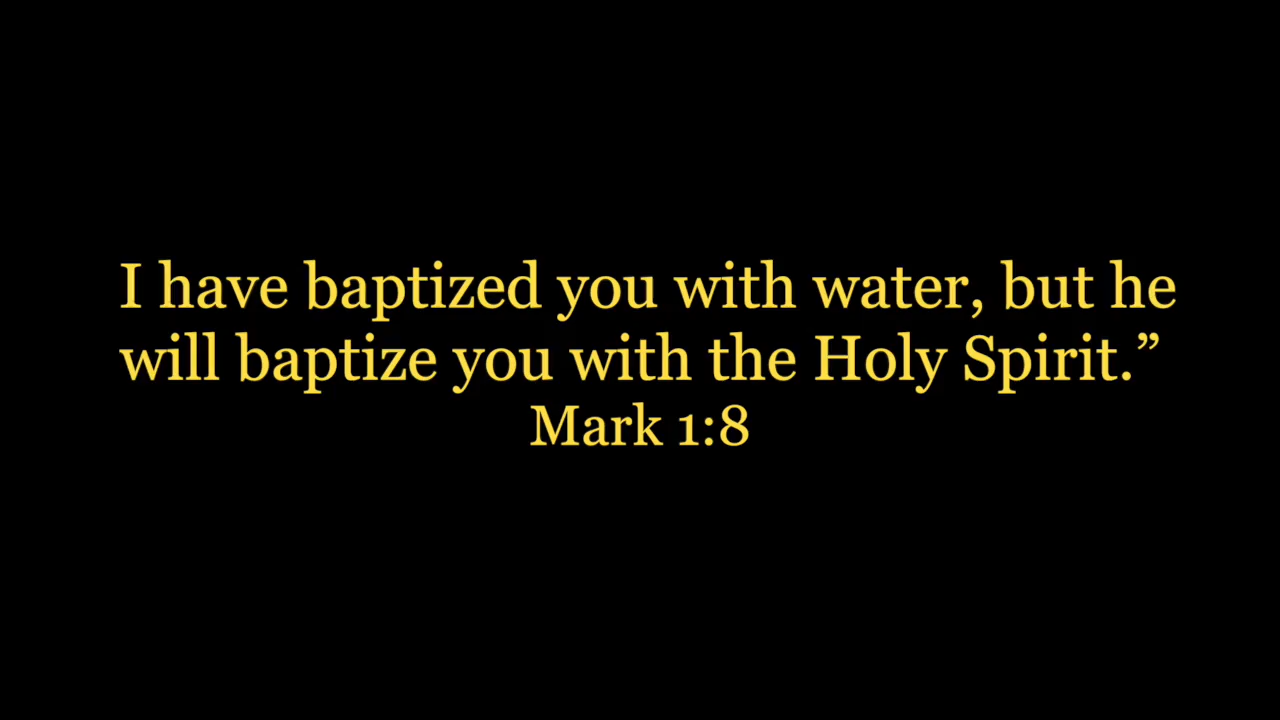 I have baptized you with water, but he
will baptize you with the Holy Spirit.”
Mark 1:8